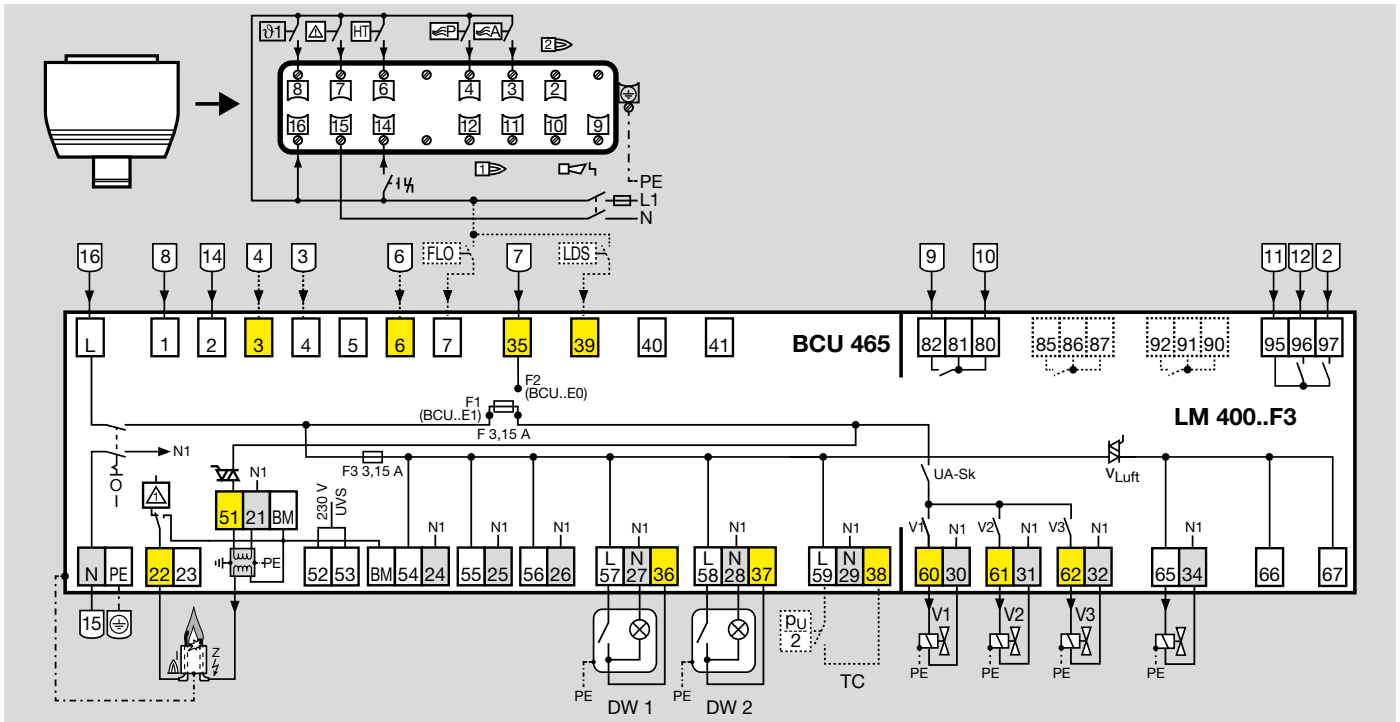 ϑ1 HT P A 2
8 7 6 4 3 2
16 15 14 12 11 10 9
1
PE
L1
N
16 8 14 4 3 6 FLO 7 LDS 9 10 11 12 2
L 1 2 3 4 5 6 7 35 39 40 41 BCU 465 82 81 80 85 86 87 92 91 90 95 96 97
F2
(BCU..E0)
F1
(BCU..E1)
F 3,15 A
LM 400..F3
N1
F3 3,15 A
UA-Sk
VLuft
O
N1
1
51 21 BM
230 V
UVS
PE
N1 N1 N1 N1 N1 N1 V1 N1 V2 N1 V3 N1 N1
N PE 22 23 52 53 BM 54 24 55 25 56 26 L 57 N 27 36 L 58 N 28 37 L 59 N 29 38 60 30 61 31 62 32 65 34 66 67
15
I Z
pU
2
V1 V2 V3
PE PE PE PE PE PE
DW 1 DW 2 TC